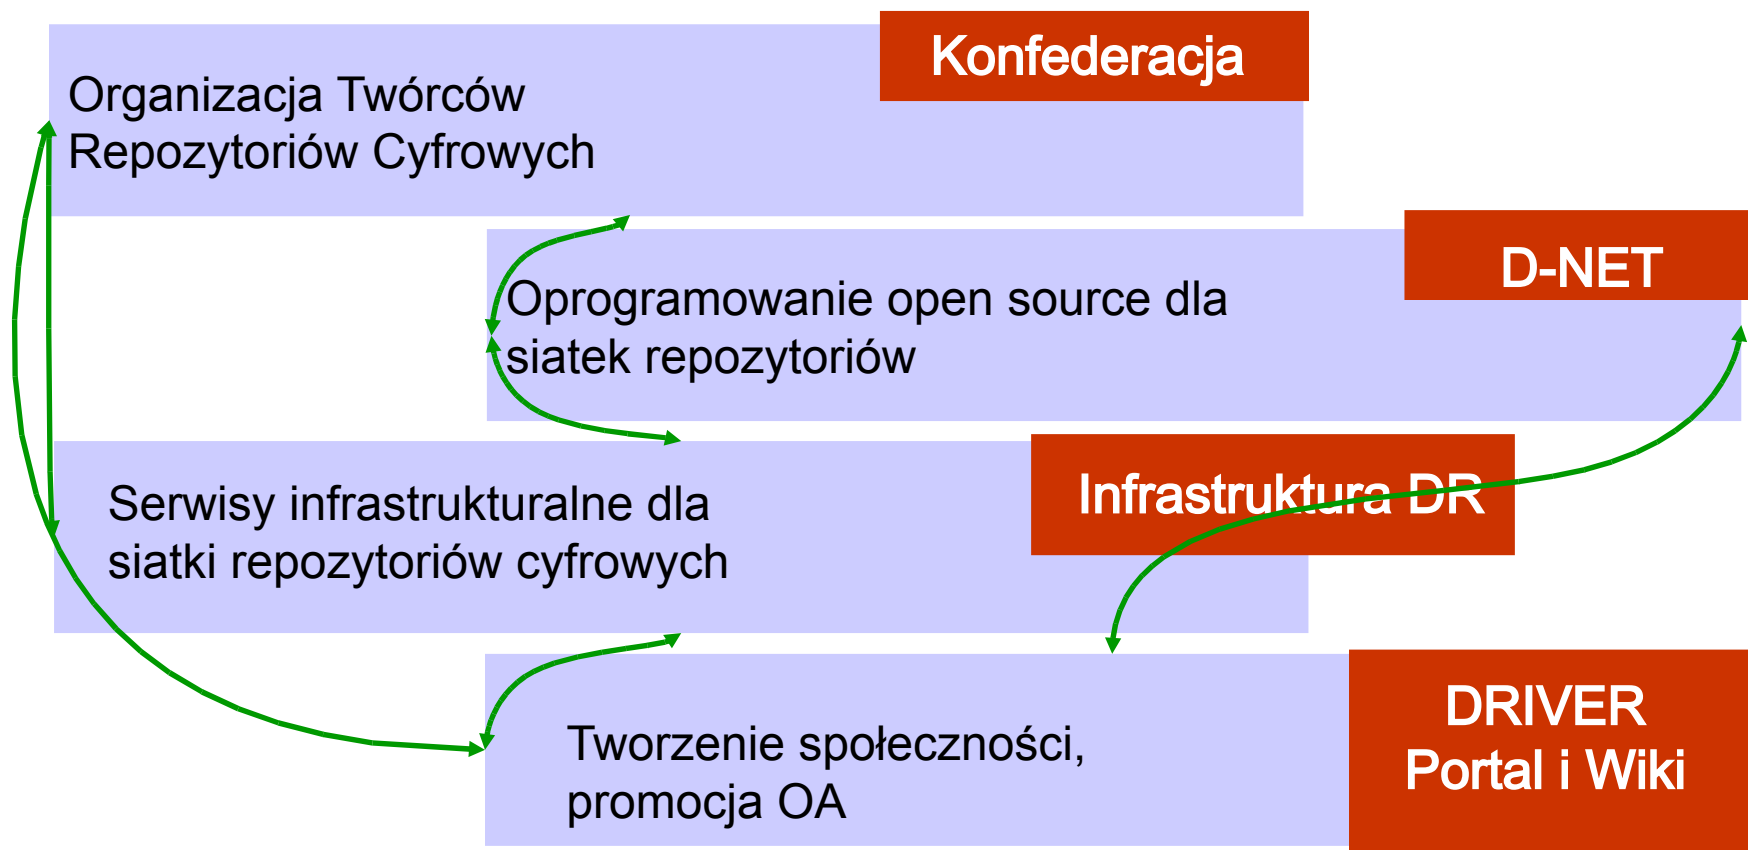 Konfederacja
Organizacja Twórców
Repozytoriów Cyfrowych
D-NET
Oprogramowanie open source dla
siatek repozytoriów
Infrastruktura DR
Serwisy infrastrukturalne dla
siatki repozytoriów cyfrowych
DRIVER
Portal i Wiki
Tworzenie społeczności,
promocja OA